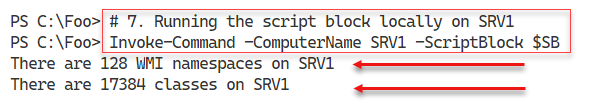 PS C:\Foo> # 7. Running the script block locally on SRV1
PS C:\Foo> Invoke-Command -ComputerName SRV1 -ScriptBlock $SB
There are 128 WMI namespaces on SRV1
There are 17384 classes on SRV1